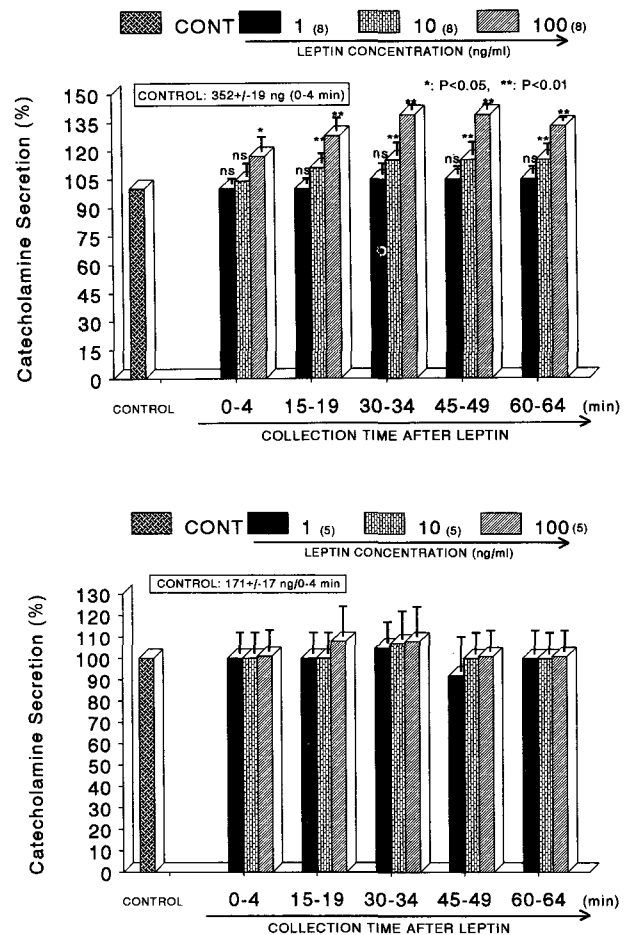 CONT 1 (8) 10 (8) 100 (8)
LEPTIN CONCENTRATION (ng/ml)
*: P<0.05, **: P<0.01
CONTROL: 352+/-19 ng (0-4 min)
Catecholamine Secretion (%)
150
135
120
105
90
75
60
45
30
15
0
ns ns *
ns ** **
ns ** **
ns ** **
ns ** **
CONTROL 0-4 15-19 30-34 45-49 60-64 (min)
COLLECTION TIME AFTER LEPTIN
CONT 1 (5) 10 (5) 100 (5)
LEPTIN CONCENTRATION (ng/ml)
CONTROL: 171+/-17 ng/0-4 min
Catecholamine Secretion (%)
130
120
110
100
90
80
70
60
50
40
30
20
10
0
CONTROL 0-4 15-19 30-34 45-49 60-64 (min)
COLLECTION TIME AFTER LEPTIN